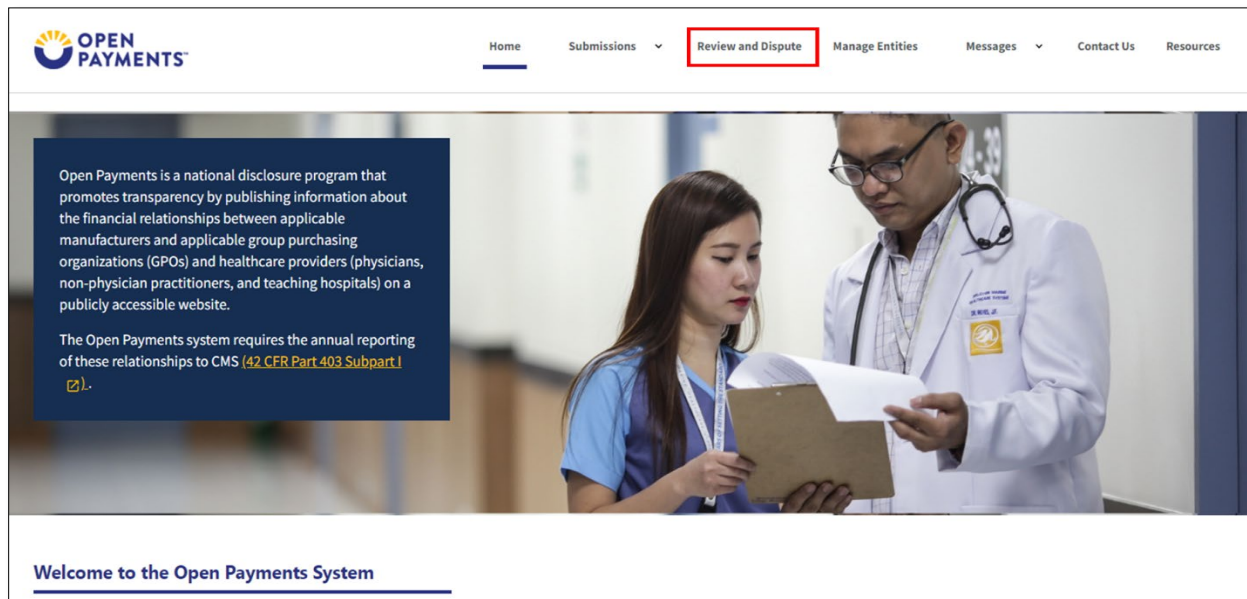 OPEN
PAYMENTS™
Home Submissions Review and Dispute Manage Entities Messages Contact Us Resources
Open Payments is a national disclosure program that
promotes transparency by publishing information about
the financial relationships between applicable
manufacturers and applicable group purchasing
organizations (GPOs) and healthcare providers (physicians,
non-physician practitioners, and teaching hospitals) on a
publicly accessible website.
The Open Payments system requires the annual reporting
of these relationships to CMS (42 CFR Part 403 Subpart I
).
Welcome to the Open Payments System